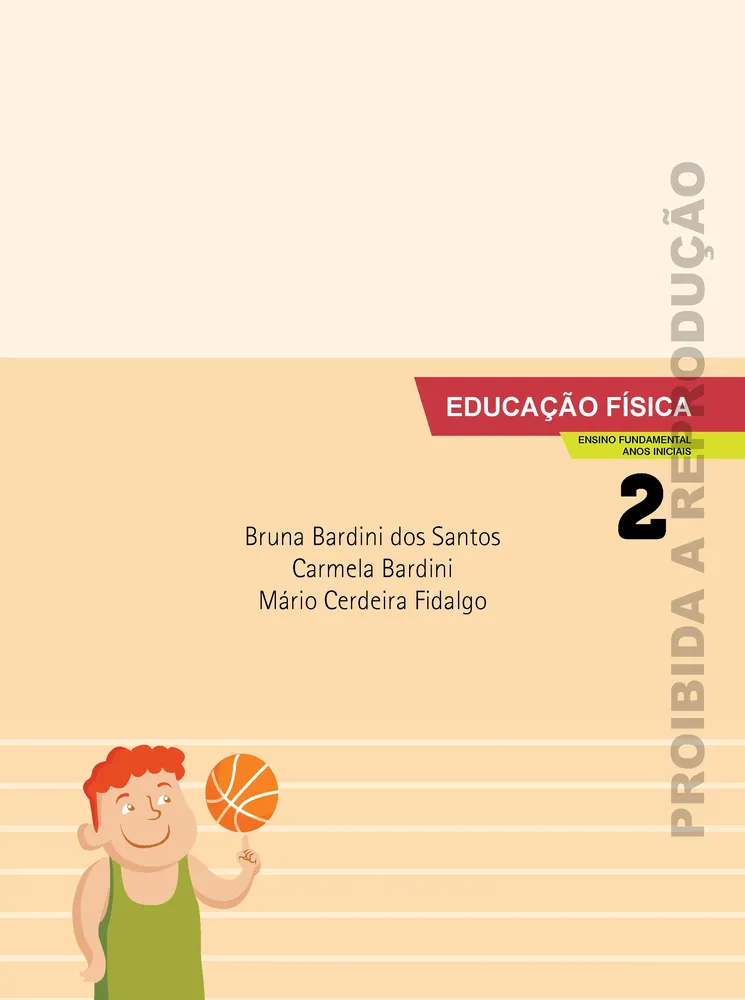 EDUCAÇÃO FÍSICA
ENSINO FUNDAMENTAL
ANOS INICIAIS
2
Bruna Bardini dos Santos
Carmela Bardini
Mário Cerdeira Fidalgo
PROIBIDA A REPRODUÇÃO